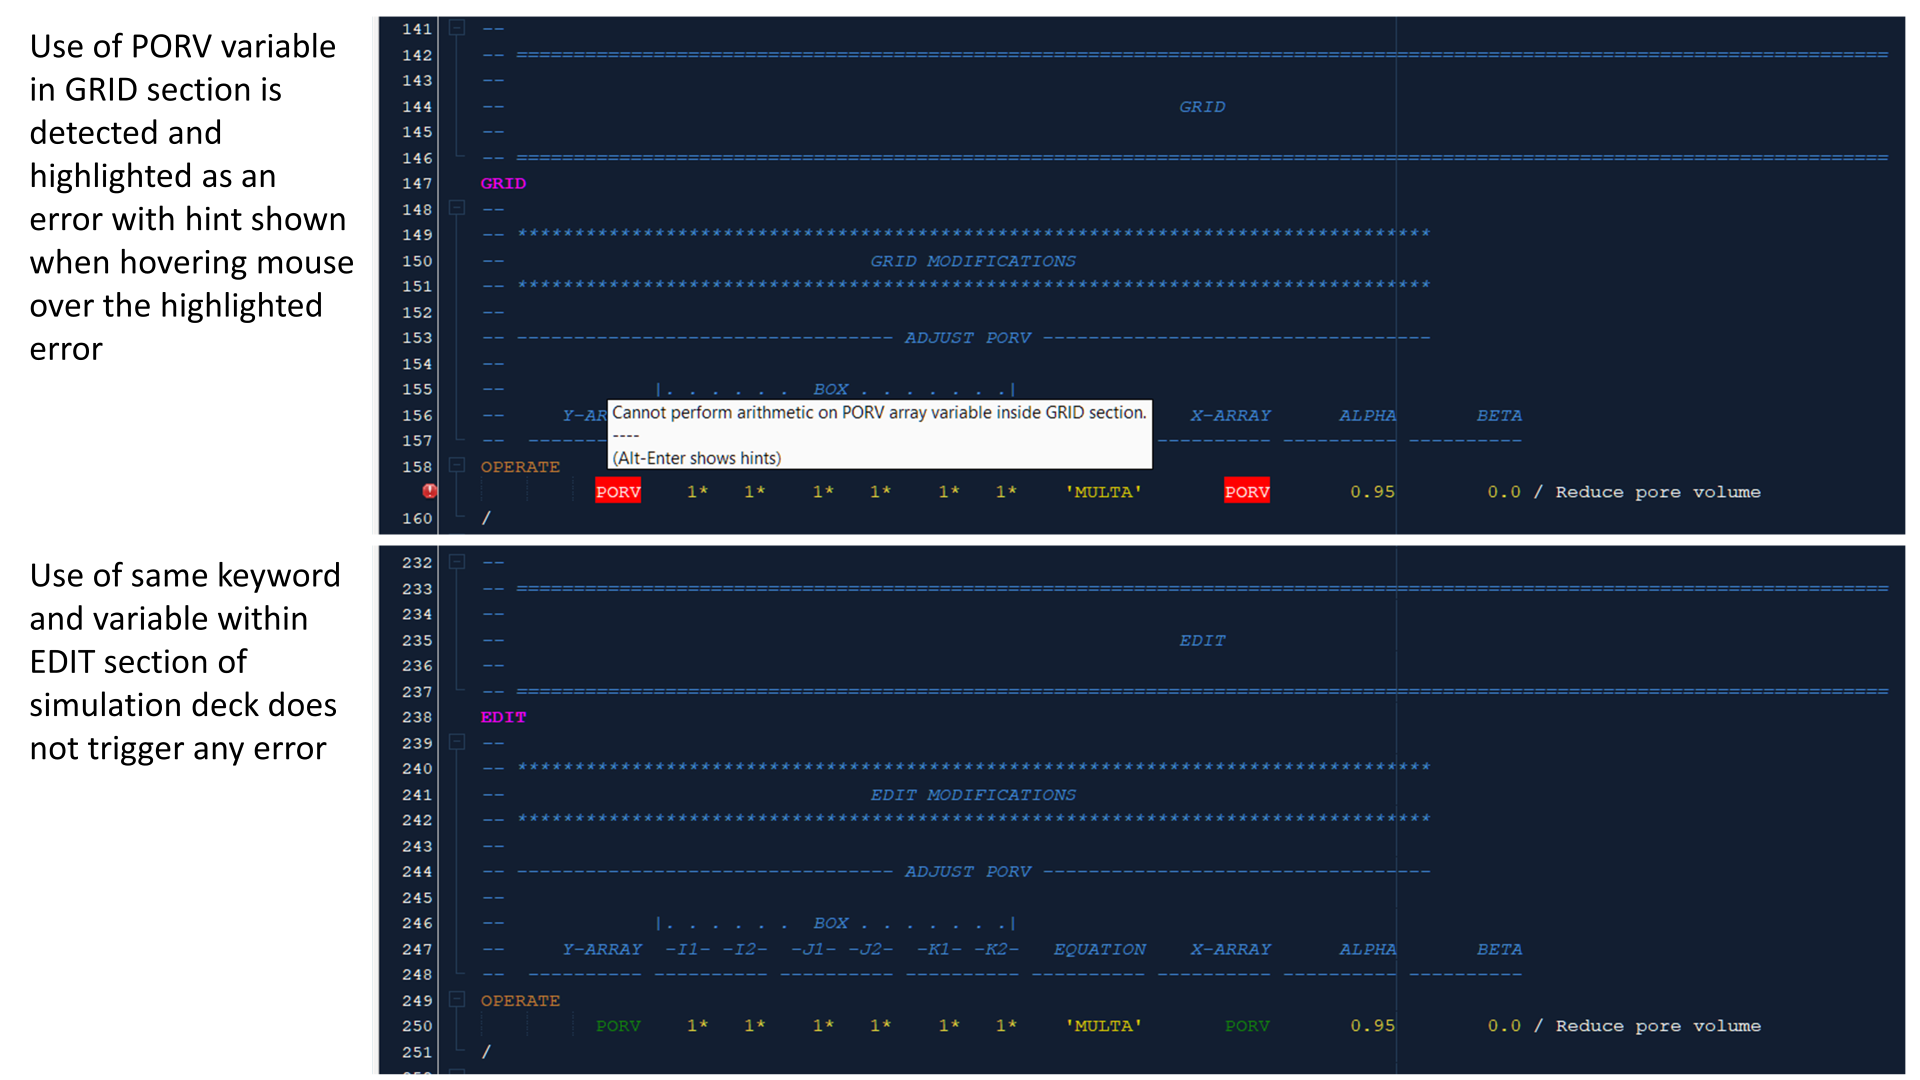 Use of PORV variable
in GRID section is
detected and
highlighted as an
error with hint shown
when hovering mouse
over the highlighted
error
141 --
142 -- ========================================================================================================================
143 --
144 -- GRID
145 --
146 -- ========================================================================================================================
147 GRID
148 --
149 -- ********************************************************************************
150 -- GRID MODIFICATIONS
151 -- ********************************************************************************
152 --
153 -- --------------------------------- ADJUST PORV ----------------------------------
154 --
155 -- |. . . . . . BOX . . . . . . .|
156 -- Y-AR X-ARRAY ALPHA BETA
Cannot perform arithmetic on PORV array variable inside GRID section.
----
(Alt-Enter shows hints)
157 -- ------- ---------- ---------- ----------
158 OPERATE
PORV 1* 1* 1* 1* 1* 1* 'MULTA' PORV 0.95 0.0 / Reduce pore volume
160 /
Use of same keyword
and variable within
EDIT section of
simulation deck does
not trigger any error
232 --
233 -- ========================================================================================================================
234 --
235 -- EDIT
236 --
237 -- ========================================================================================================================
238 EDIT
239 --
240 -- ********************************************************************************
241 -- EDIT MODIFICATIONS
242 -- ********************************************************************************
243 --
244 -- --------------------------------- ADJUST PORV ----------------------------------
245 --
246 -- |. . . . . . BOX . . . . . . .|
247 -- Y-ARRAY -I1- -I2- -J1- -J2- -K1- -K2- EQUATION X-ARRAY ALPHA BETA
248 -- ---------- ---------- --------- --------- ---------- ---------- ---------- ----------
249 OPERATE
250 PORV 1* 1* 1* 1* 1* 1* 'MULTA' PORV 0.95 0.0 / Reduce pore volume
251 /